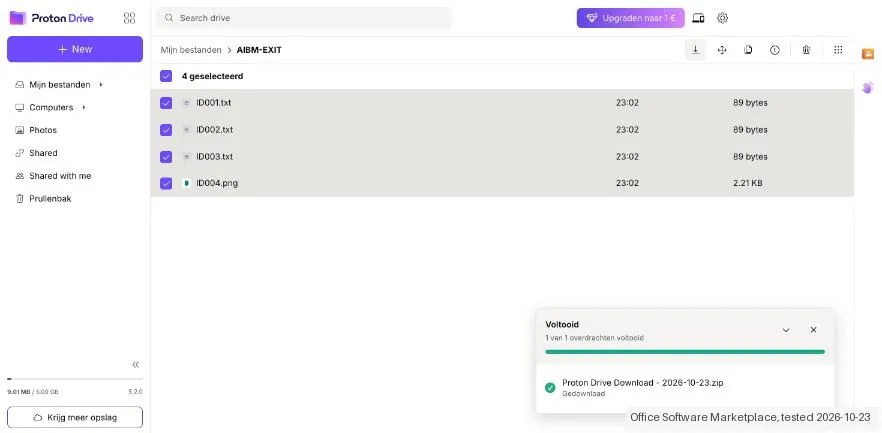 Proton Drive
Search drive
Upgraden naar 1 €
New
Mijn bestanden > AIBM-EXIT
4 geselecteerd
Mijn bestanden
Computers
Photos
Shared
Shared with me
Prullenbak
ID001.txt 23:02 89 bytes
ID002.txt 23:02 89 bytes
ID003.txt 23:02 89 bytes
ID004.png 23:02 2.21 KB
Voltooid
1 van 1 overdrachten voltooid
Proton Drive Download - 2026-10-23.zip
Gedownload
9.01 MB / 5.00 GB 5.2.0
Krijg meer opslag
Office Software Marketplace, tested 2026-10-23